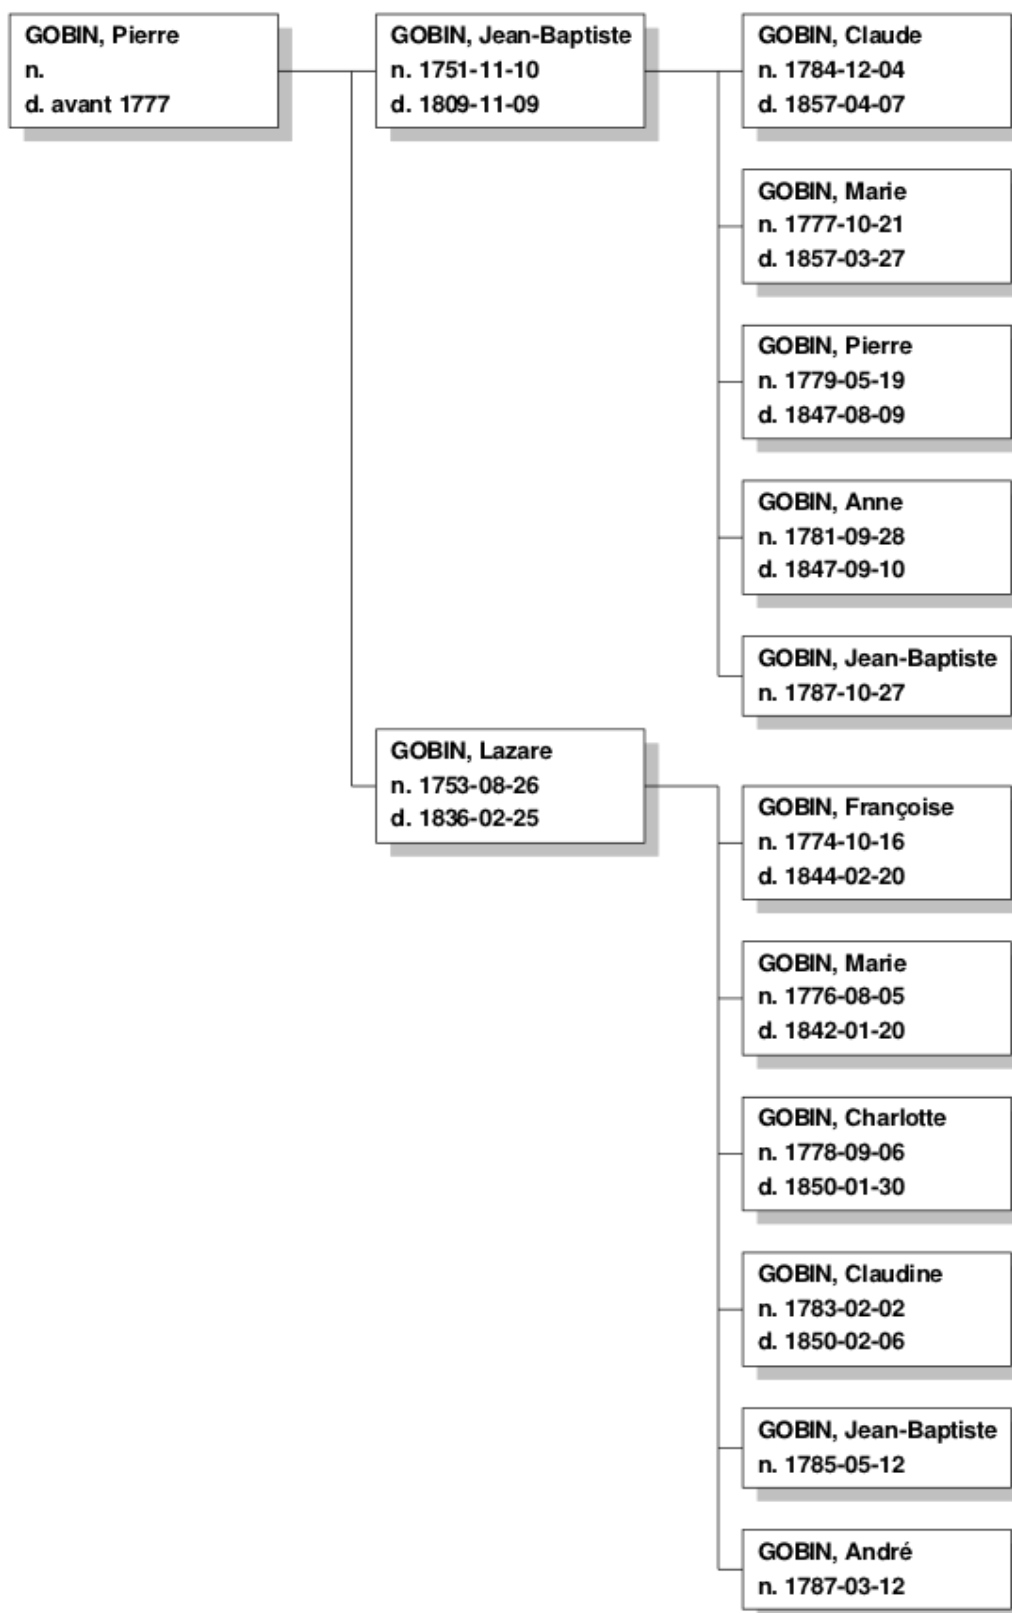 GOBIN, Pierre
n.
d. avant 1777
GOBIN, Jean-Baptiste
n. 1751-11-10
d. 1809-11-09
GOBIN, Claude
n. 1784-12-04
d. 1857-04-07
GOBIN, Marie
n. 1777-10-21
d. 1857-03-27
GOBIN, Pierre
n. 1779-05-19
d. 1847-08-09
GOBIN, Anne
n. 1781-09-28
d. 1847-09-10
GOBIN, Jean-Baptiste
n. 1787-10-27
GOBIN, Lazare
n. 1753-08-26
d. 1836-02-25
GOBIN, Françoise
n. 1774-10-16
d. 1844-02-20
GOBIN, Marie
n. 1776-08-05
d. 1842-01-20
GOBIN, Charlotte
n. 1778-09-06
d. 1850-01-30
GOBIN, Claudine
n. 1783-02-02
d. 1850-02-06
GOBIN, Jean-Baptiste
n. 1785-05-12
GOBIN, André
n. 1787-03-12